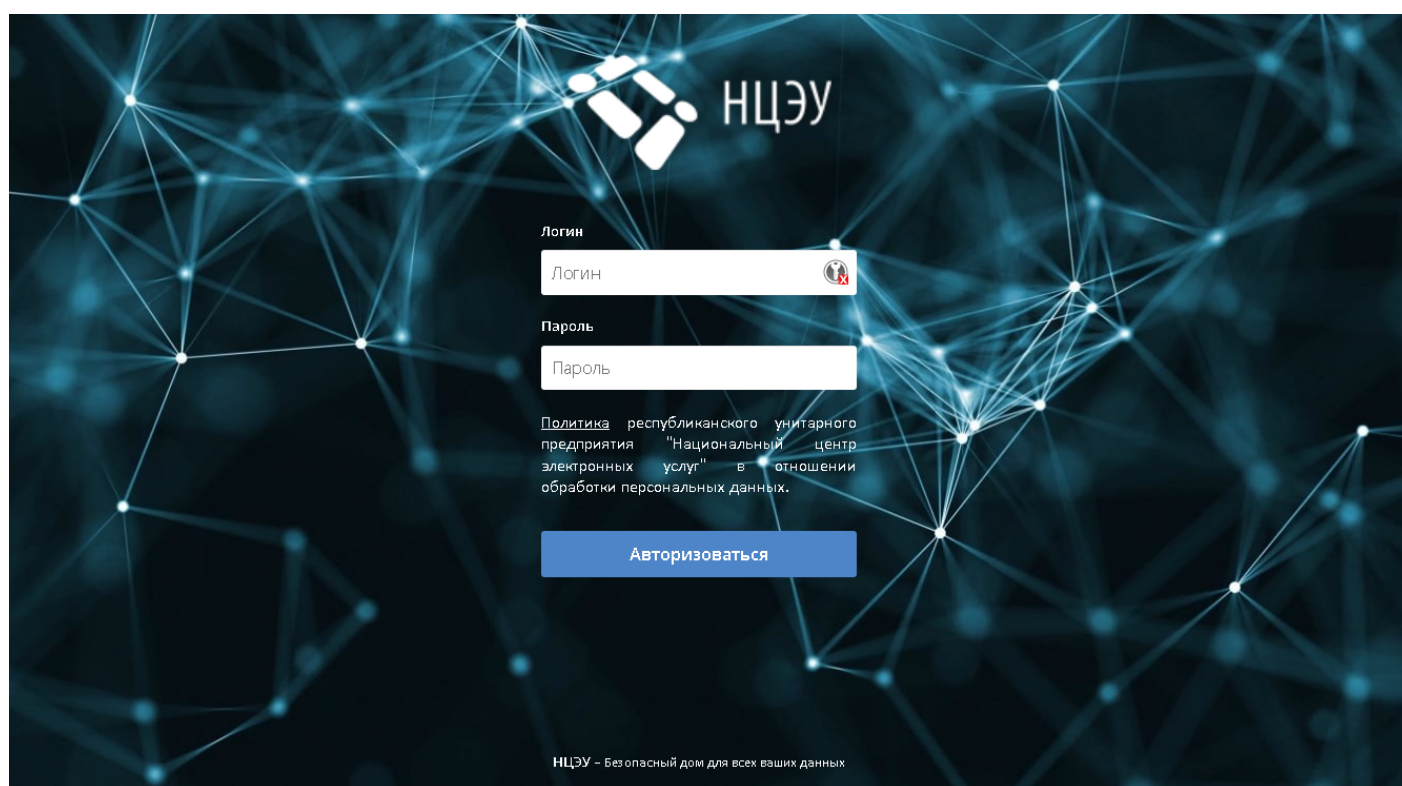 НЦЭУ
Логин
Логин
Пароль
Пароль
Политика республиканского унитарного
предприятия "Национальный центр
электронных услуг" в отношении
обработки персональных данных.
Авторизоваться
НЦЭУ – Безопасный дом для всех ваших данных